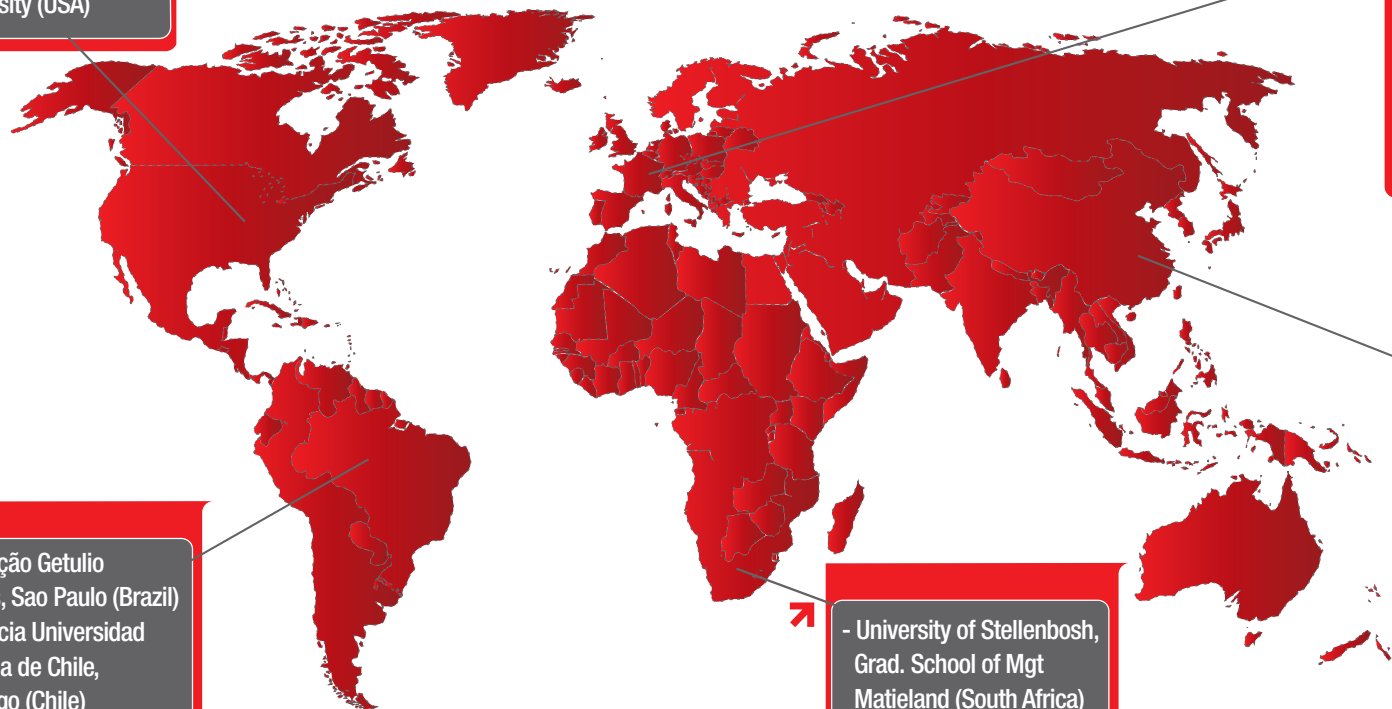 sity (USA)
ção Getulio
, Sao Paulo (Brazil)
cia Universidad
a de Chile,
go (Chile)
- University of Stellenbosh,
Grad. School of Mgt
Matieland (South Africa)